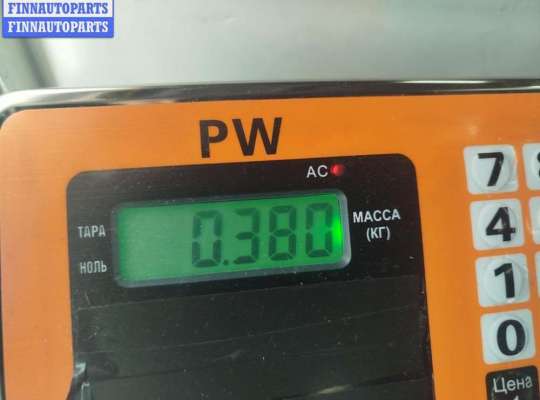 FINNAUTOPARTS
FINNAUTOPARTS
PW
AC
ТАРА
НОЛЬ
0.380
МАССА
(КГ)
7
4
1
0
Цена